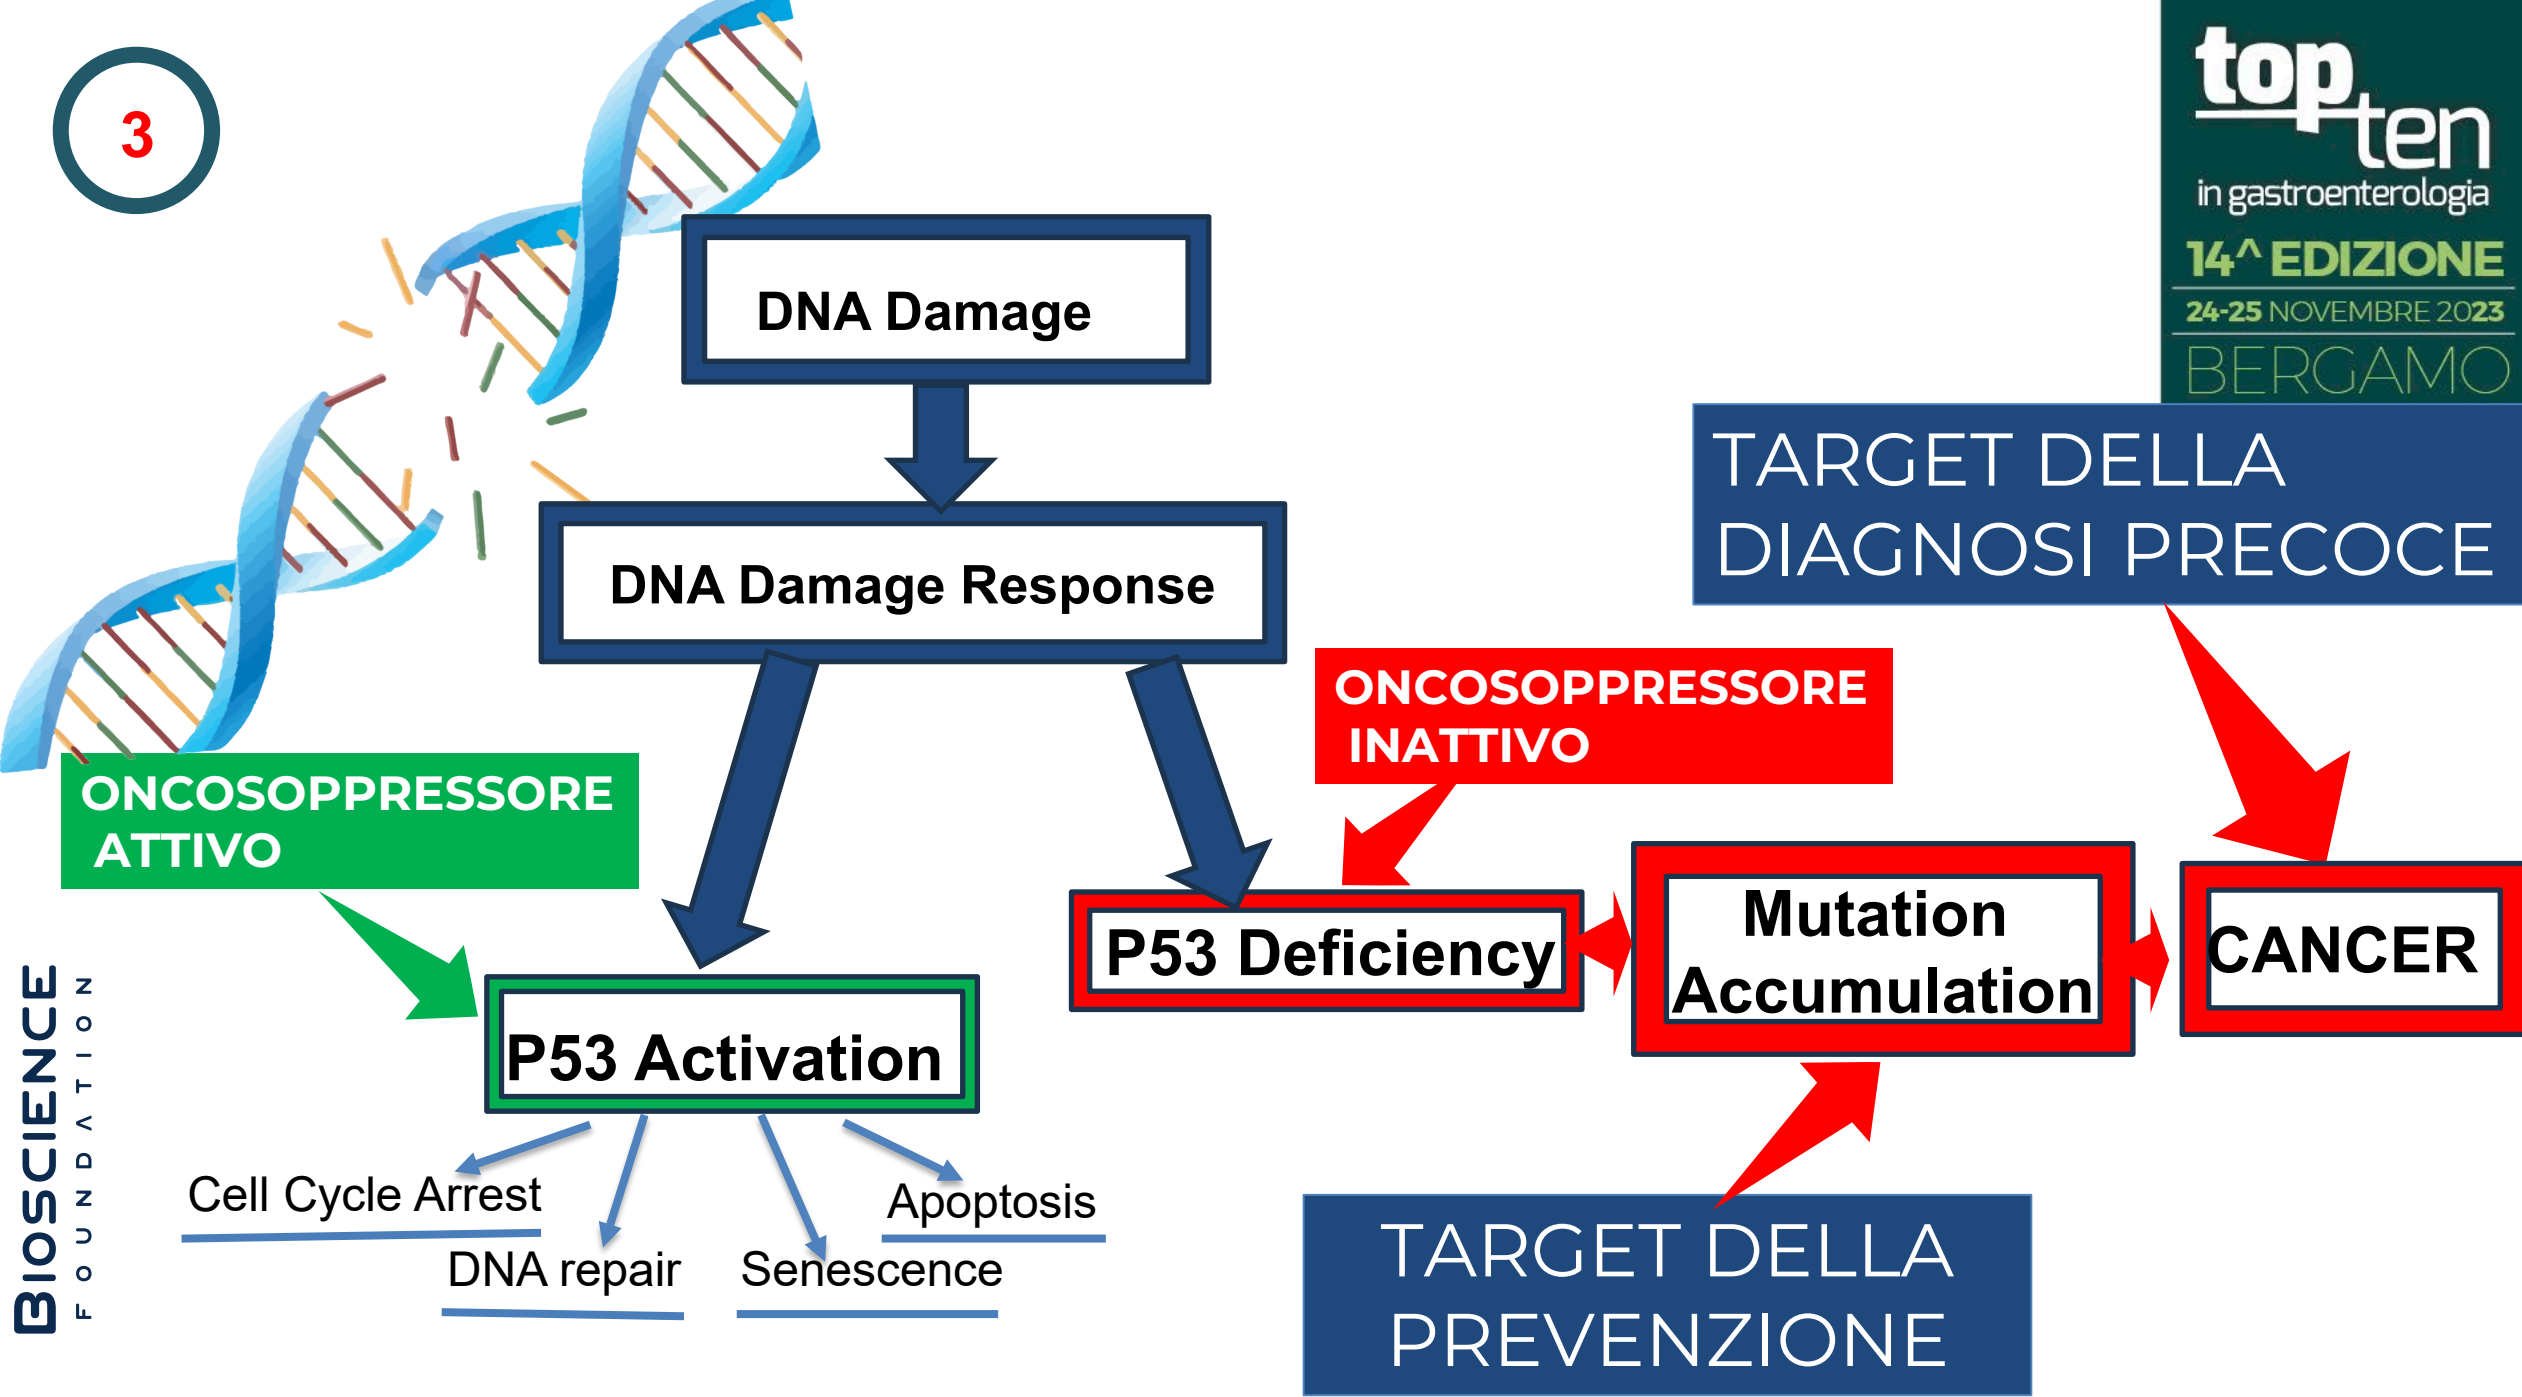 3
top
ten
in gastroenterologia
14^ EDIZIONE
24-25 NOVEMBRE 2023
BERGAMO
DNA Damage
TARGET DELLA
DIAGNOSI PRECOCE
DNA Damage Response
ONCOSOPPRESSORE
INATTIVO
ONCOSOPPRESSORE
ATTIVO
P53 Deficiency
Mutation
Accumulation
CANCER
P53 Activation
Cell Cycle Arrest
DNA repair
Senescence
Apoptosis
TARGET DELLA
PREVENZIONE
BIOSCIENCE
FOUNDATION